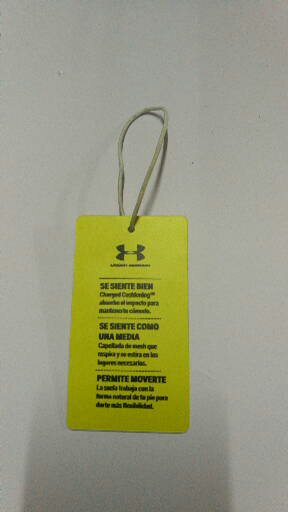 UNDER ARMOUR
SE SIENTE BIEN
Charged Cushioning™
absorbe el impacto para
mantenerte cómodo.
SE SIENTE COMO
UNA MEDIA
Capellada de mesh que
respira y se estira en los
lugares necesarios.
PERMITE MOVERTE
La suela trabaja con la
forma natural de tu pie para
darte más flexibilidad.